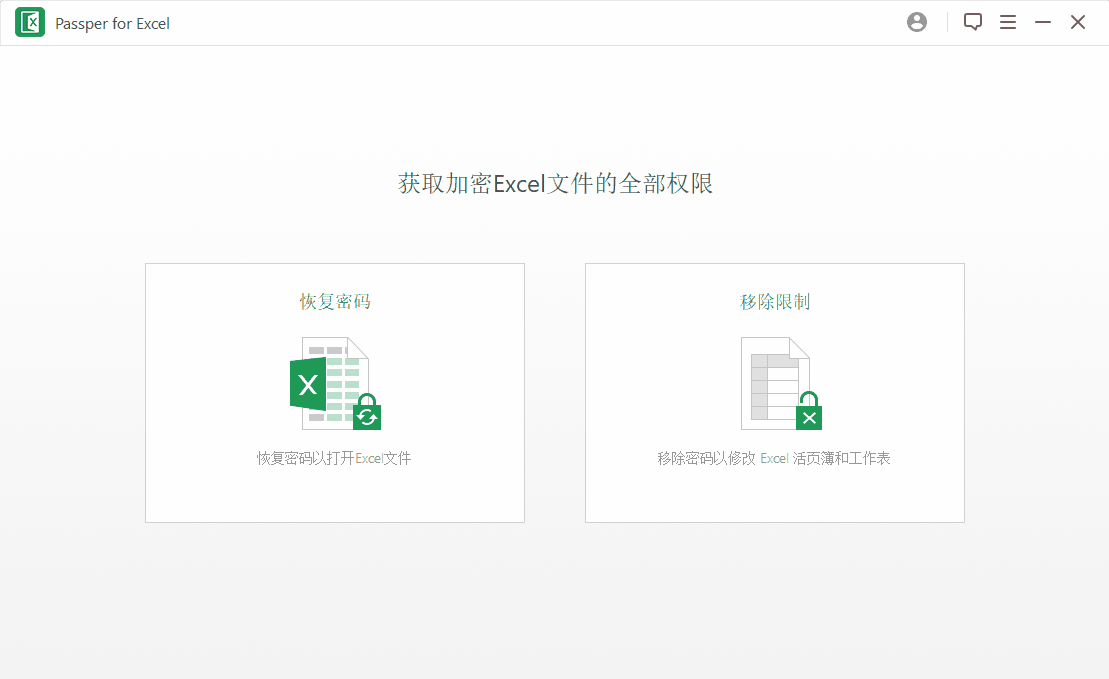 Passper for Excel
获取加密Excel文件的全部权限
恢复密码
移除限制
X
恢复密码以打开Excel文件
移除密码以修改 Excel 活页簿和工作表